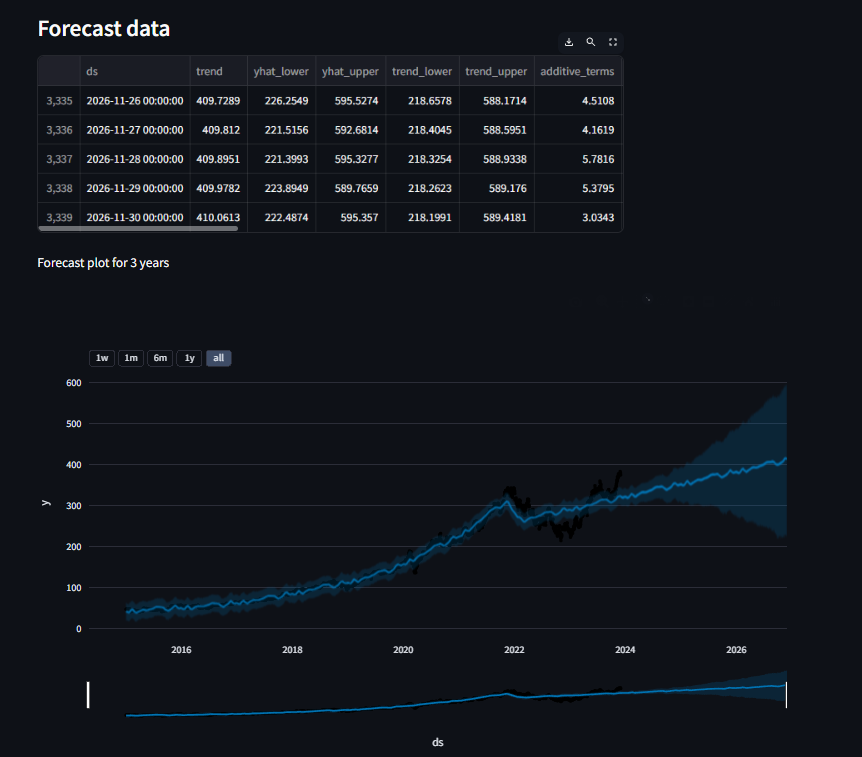 Forecast data
ds trend yhat_lower yhat_upper trend_lower trend_upper additive_terms
3,335 2026-11-26 00:00:00 409.7289 226.2549 595.5274 218.6578 588.1714 4.5108
3,336 2026-11-27 00:00:00 409.812 221.5156 592.6814 218.4045 588.5951 4.1619
3,337 2026-11-28 00:00:00 409.8951 221.3993 595.3277 218.3254 588.9338 5.7816
3,338 2026-11-29 00:00:00 409.9782 223.8949 589.7659 218.2623 589.176 5.3795
3,339 2026-11-30 00:00:00 410.0613 222.4874 595.357 218.1991 589.4181 3.0343
Forecast plot for 3 years
1w 1m 6m 1y all
600
500
400
300
200
100
0
y
2016 2018 2020 2022 2024 2026
ds